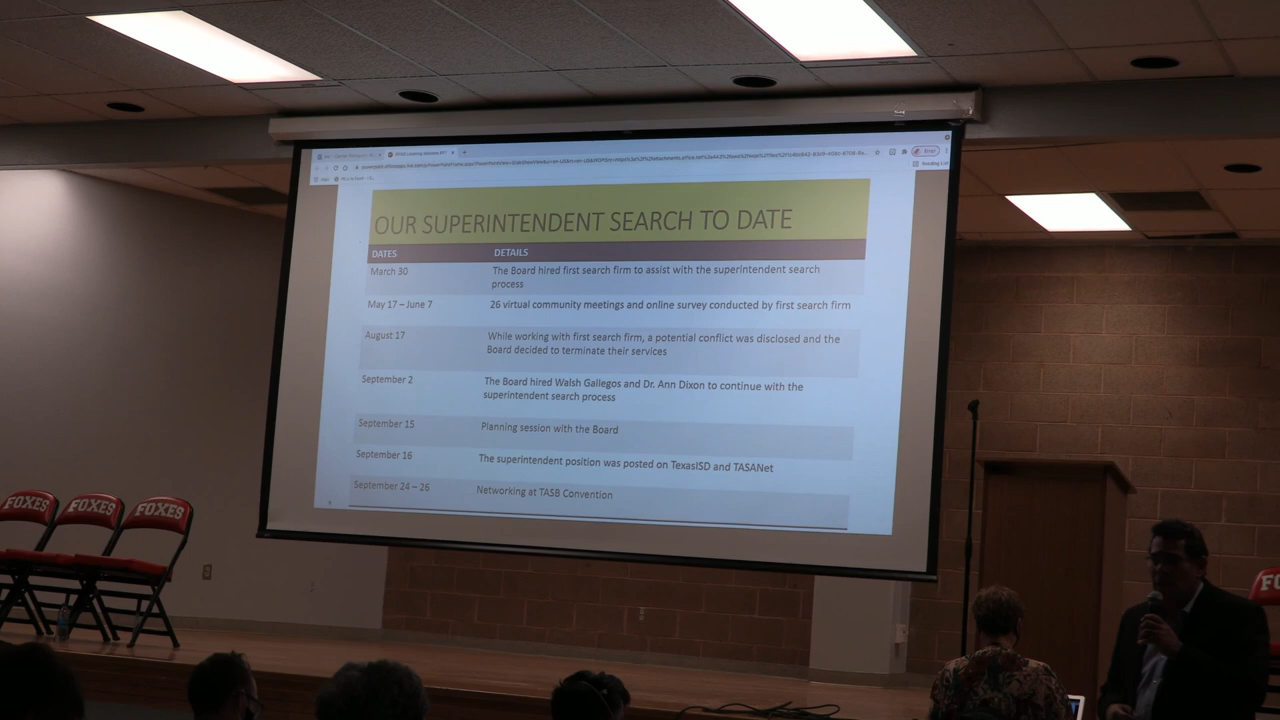 OUR SUPERINTENDENT SEARCH TO DATE
DATES DETAILS
March 30 The Board hired first search firm to assist with the superintendent search
process
May 17 – June 7 26 virtual community meetings and online survey conducted by first search firm
August 17 While working with first search firm, a potential conflict was disclosed and the
Board decided to terminate their services
September 2 The Board hired Walsh Gallegos and Dr. Ann Dixon to continue with the
superintendent search process
September 15 Planning session with the Board
September 16 The superintendent position was posted on TexasISD and TASANet
September 24 – 26 Networking at TASB Convention
FOXES FOXES FOXES
FO